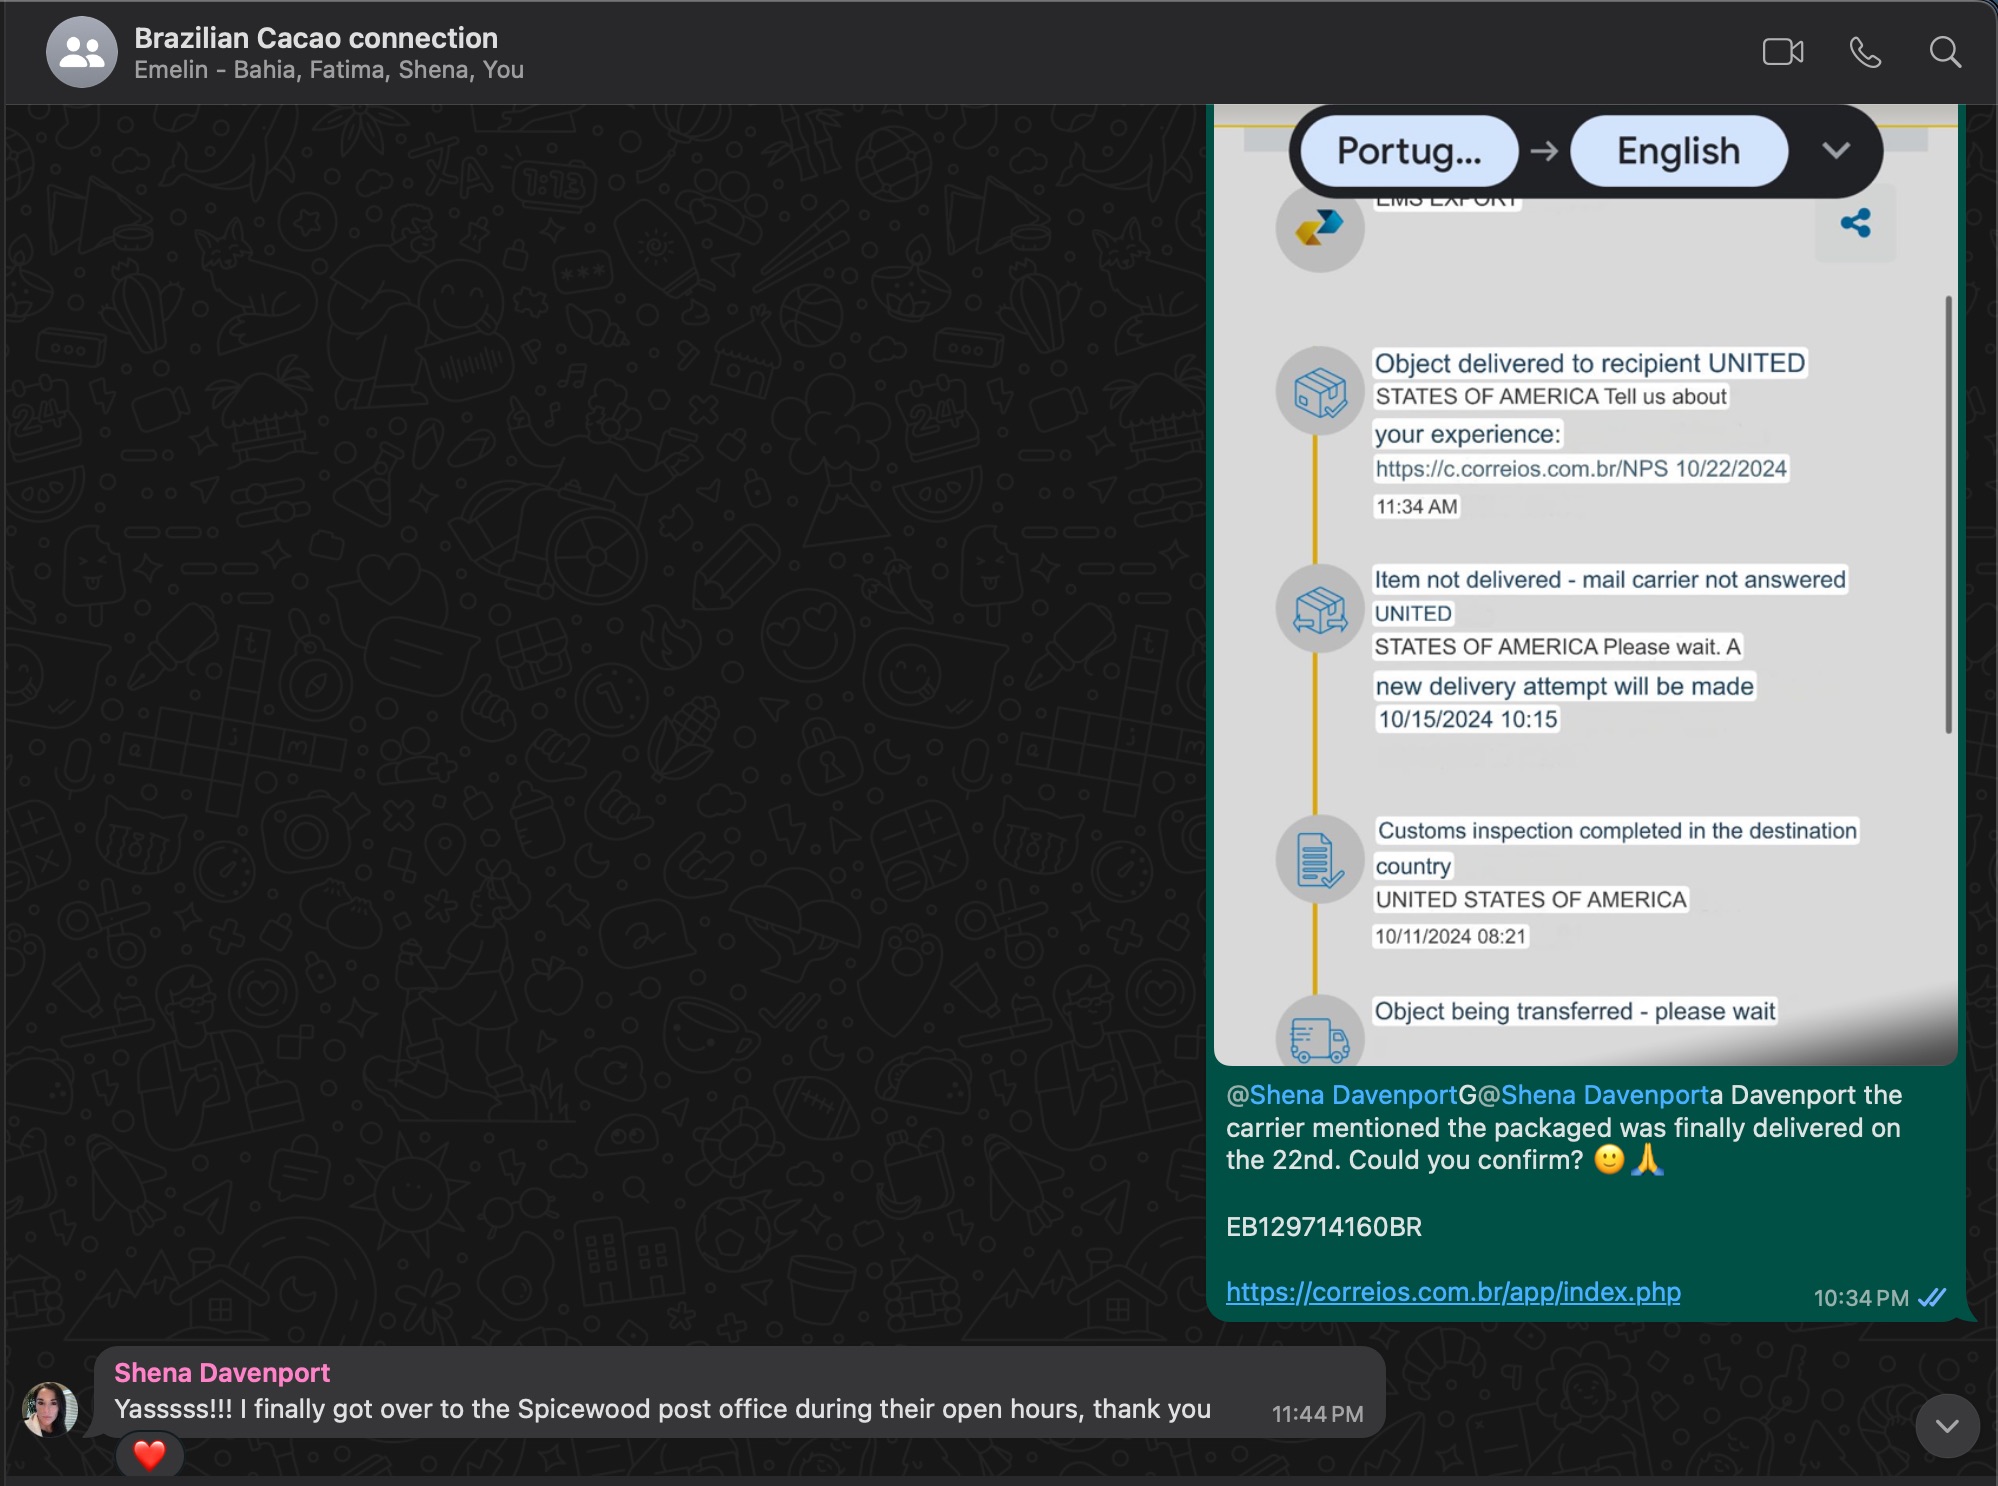 Brazilian Cacao connection
Emelin - Bahia, Fatima, Shena, You
Portug... → English
EMS EXPORT
Object delivered to recipient UNITED
STATES OF AMERICA Tell us about
your experience:
https://c.correios.com.br/NPS 10/22/2024
11:34 AM
Item not delivered - mail carrier not answered
UNITED
STATES OF AMERICA Please wait. A
new delivery attempt will be made
10/15/2024 10:15
Customs inspection completed in the destination
country
UNITED STATES OF AMERICA
10/11/2024 08:21
Object being transferred - please wait
@Shena DavenportG@Shena Davenporta Davenport the
carrier mentioned the packaged was finally delivered on
the 22nd. Could you confirm? 🙂🙏
EB129714160BR
https://correios.com.br/app/index.php
10:34 PM
Shena Davenport
Yasssss!!! I finally got over to the Spicewood post office during their open hours, thank you
11:44 PM
❤️